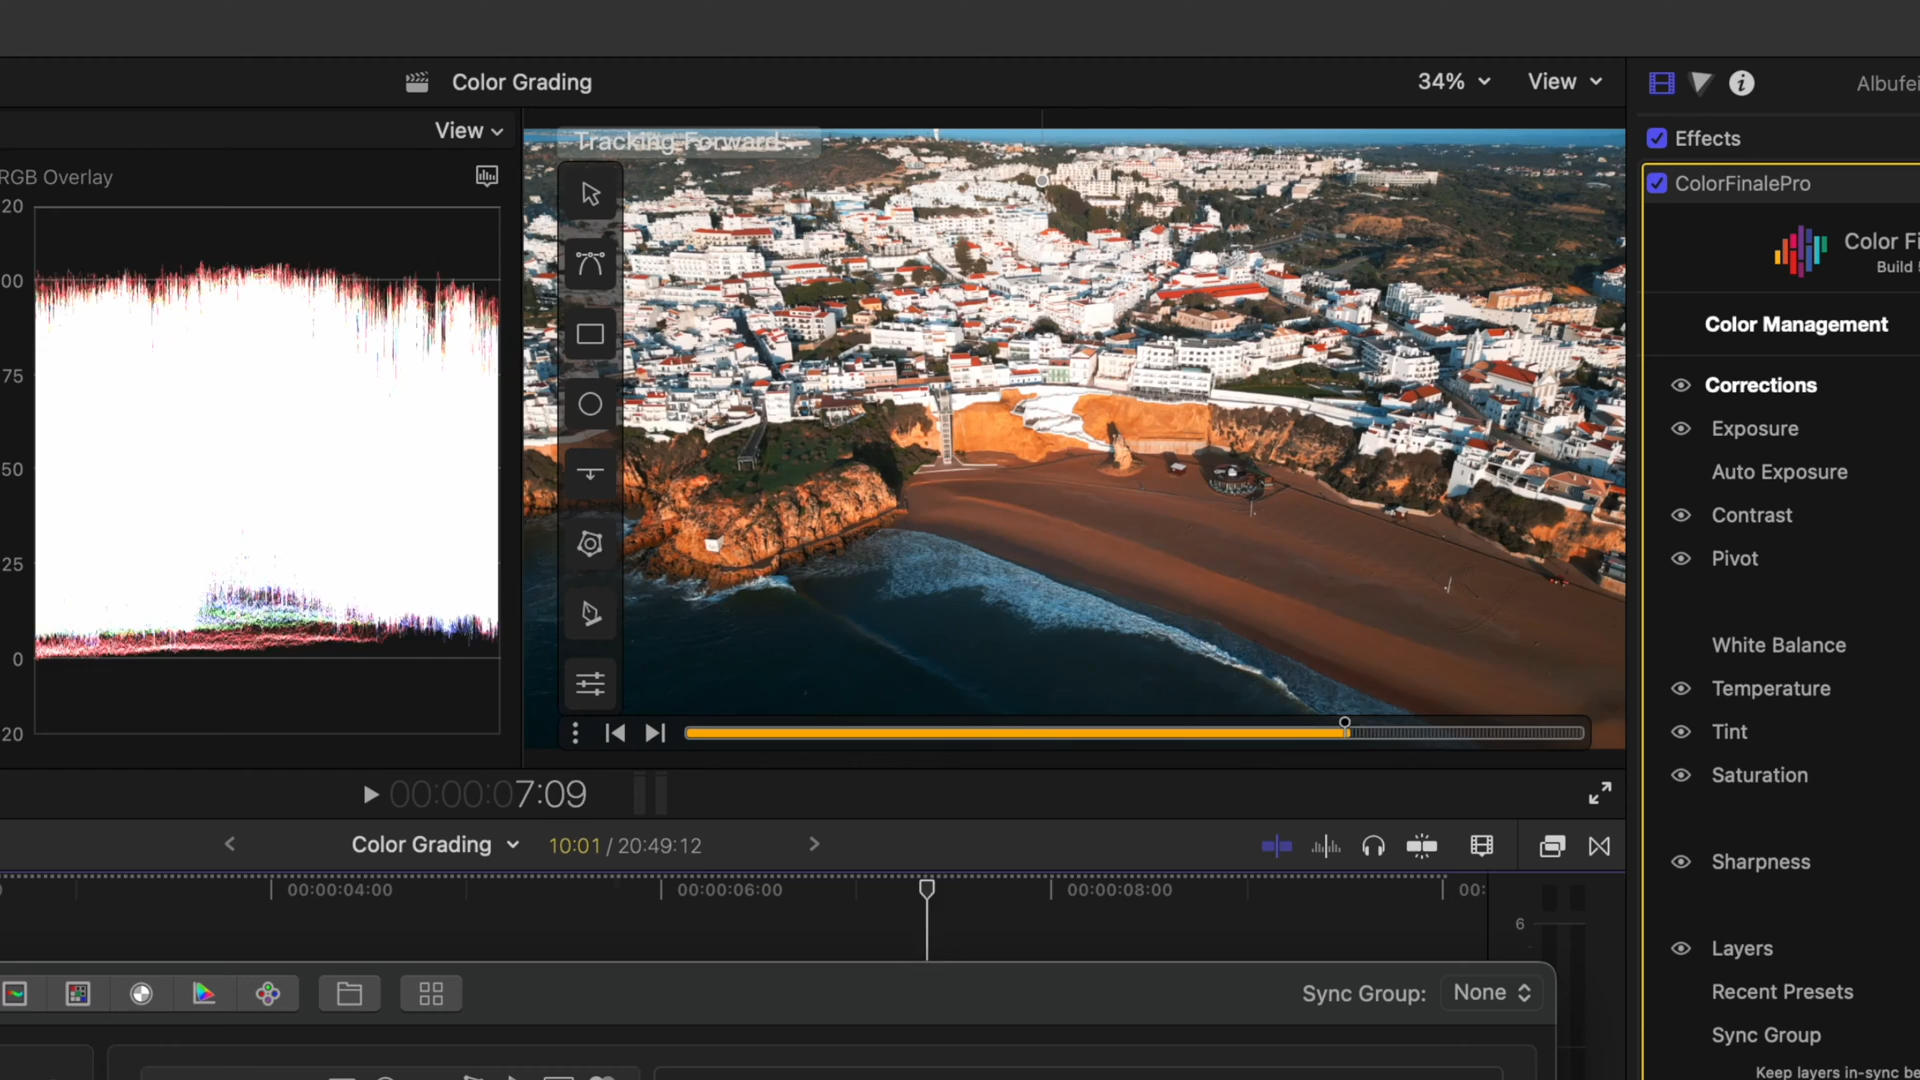 Color Grading
34%
View
Albufei
View
Effects
RGB Overlay
ColorFinalePro
Tracking Forward...
20
00
75
50
25
0
20
Color Fi
Build
Color Management
Corrections
Exposure
Auto Exposure
Contrast
Pivot
White Balance
Temperature
Tint
Saturation
Sharpness
Layers
Recent Presets
Sync Group
Keep layers in-sync be
00:00:07:09
Color Grading
10:01 / 20:49:12
00:00:04:00
00:00:06:00
00:00:08:00
00:
6
Sync Group:
None